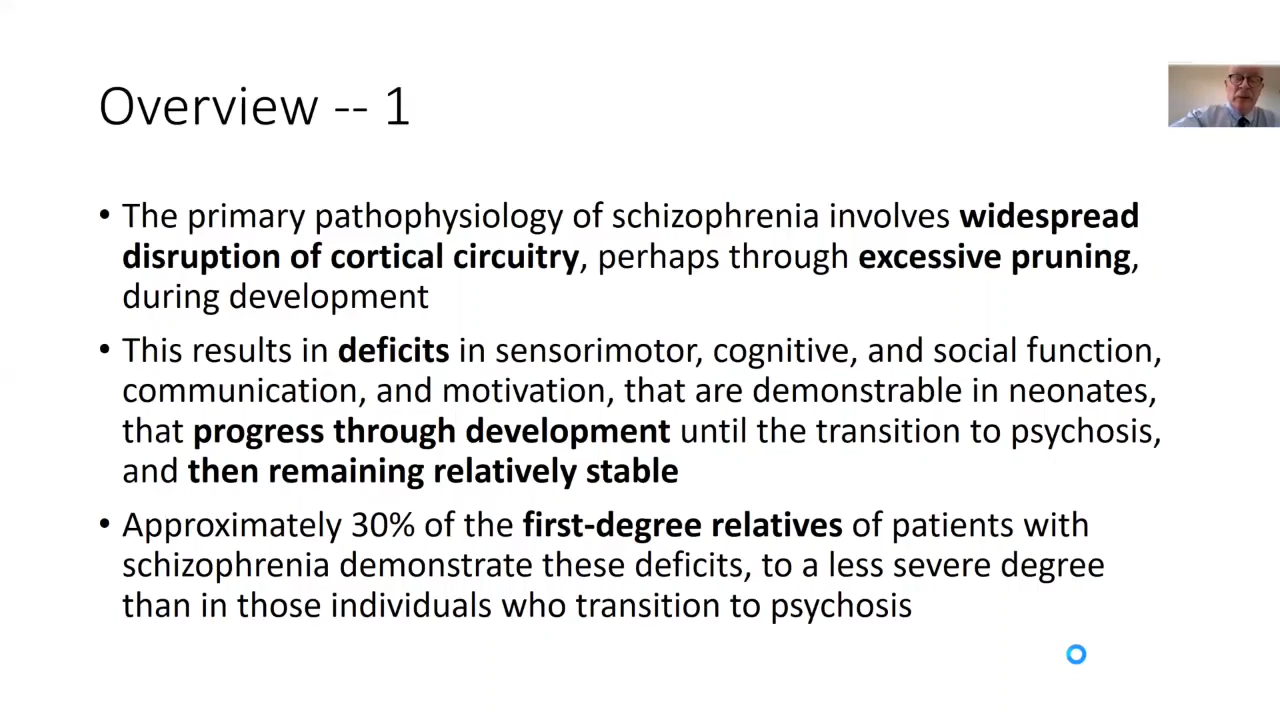 Overview -- 1
• The primary pathophysiology of schizophrenia involves widespread
disruption of cortical circuitry, perhaps through excessive pruning,
during development
• This results in deficits in sensorimotor, cognitive, and social function,
communication, and motivation, that are demonstrable in neonates,
that progress through development until the transition to psychosis,
and then remaining relatively stable
• Approximately 30% of the first-degree relatives of patients with
schizophrenia demonstrate these deficits, to a less severe degree
than in those individuals who transition to psychosis